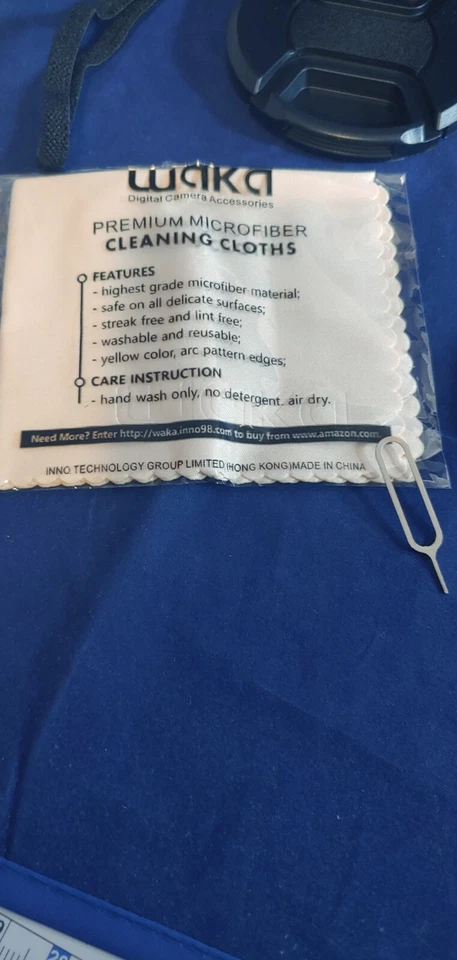 waka
Digital Camera Accessories
PREMIUM MICROFIBER
CLEANING CLOTHS
FEATURES
- highest grade microfiber material;
- safe on all delicate surfaces;
- streak free and lint free;
- washable and reusable;
- yellow color, arc pattern edges;
CARE INSTRUCTION
- hand wash only, no detergent, air dry.
Need More? Enter http://waka.inno98.com to buy from www.amazon.com
INNO TECHNOLOGY GROUP LIMITED(HONG KONG)MADE IN CHINA